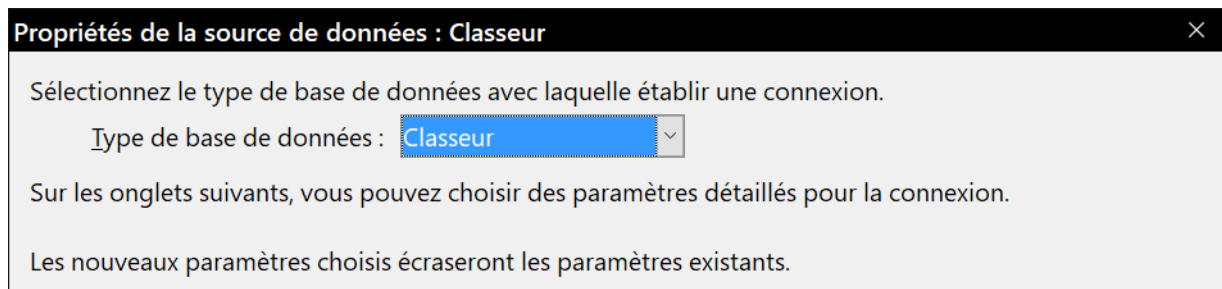 Propriétés de la source de données : Classeur
Sélectionnez le type de base de données avec laquelle établir une connexion.
Type de base de données : Classeur
Sur les onglets suivants, vous pouvez choisir des paramètres détaillés pour la connexion.
Les nouveaux paramètres choisis écraseront les paramètres existants.